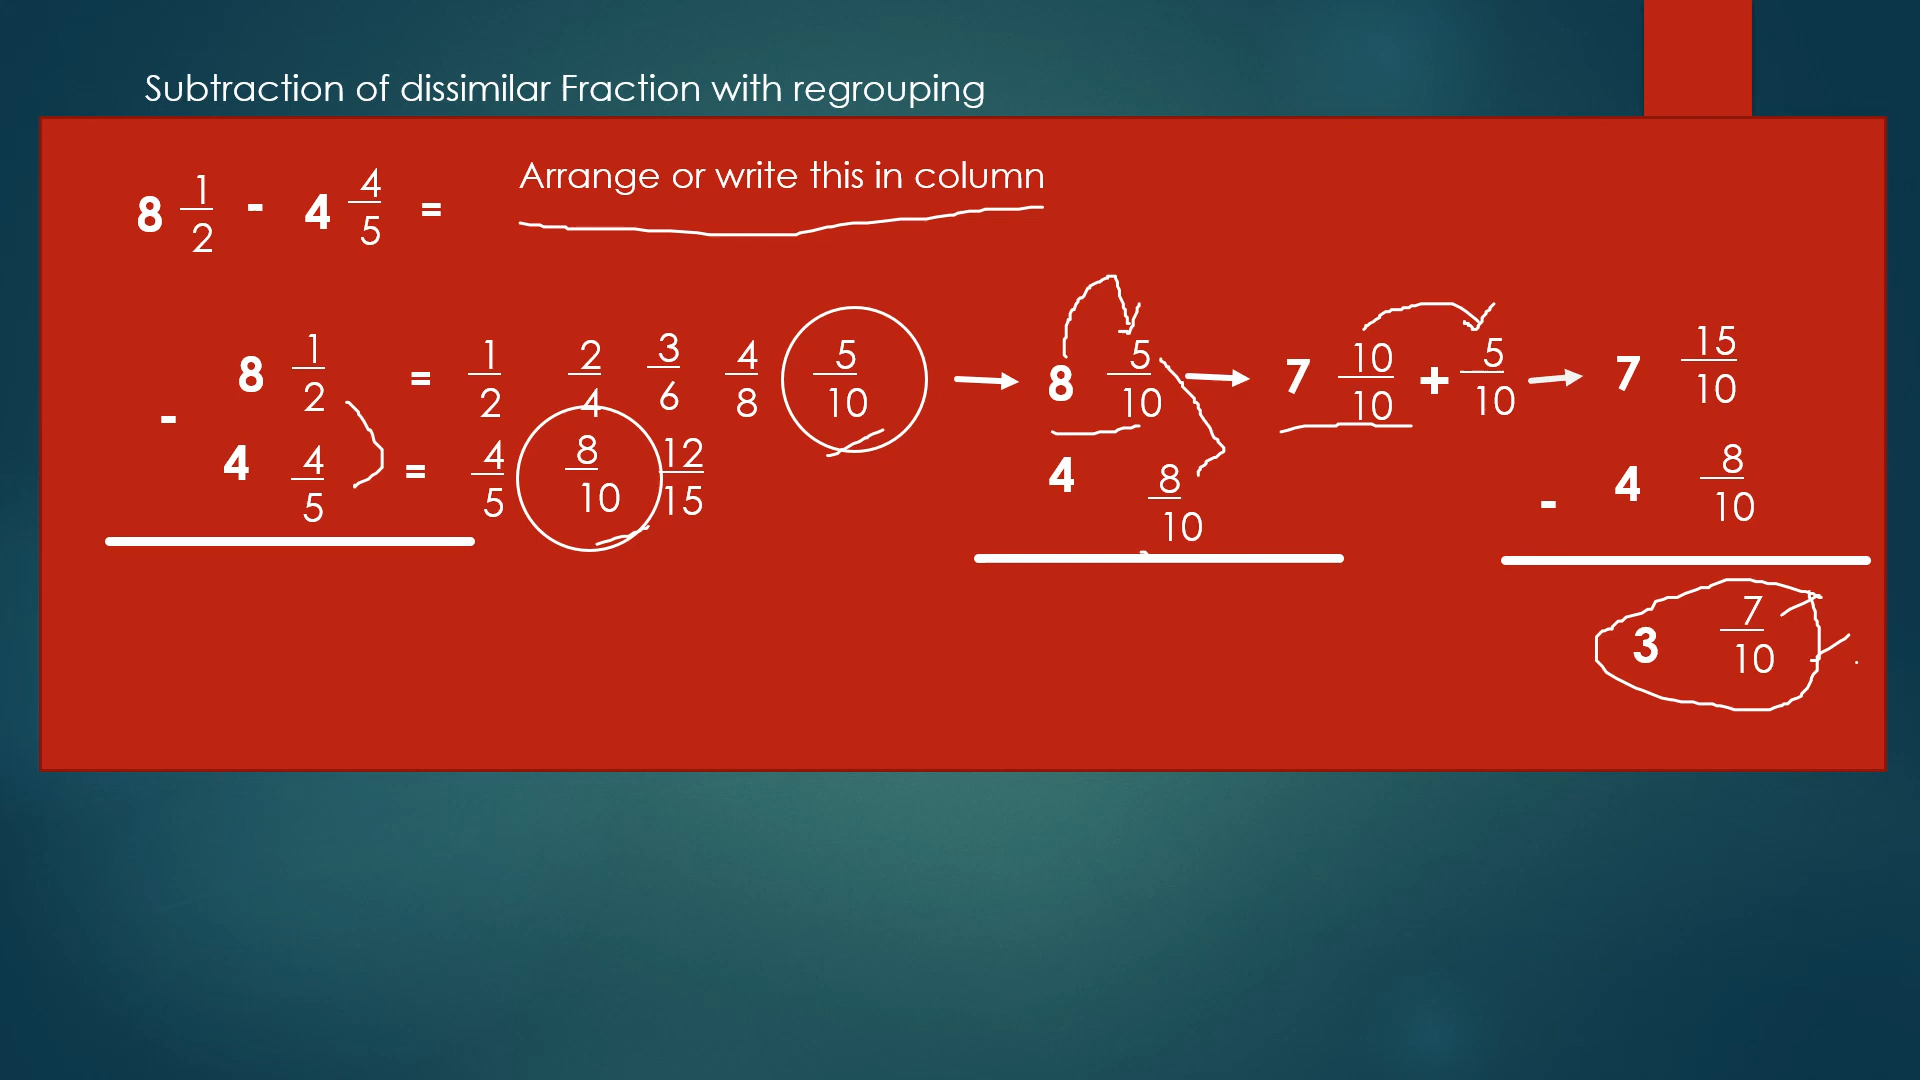 Subtraction of dissimilar Fraction with regrouping
8 1/2 - 4 4/5 =
Arrange or write this in column
8 1/2 = 1/2 2/4 3/6 4/8 5/10 → 8 5/10 → 7 10/10 + 5/10 → 7 15/10
- 4 4/5 = 4/5 8/10 12/15 4 8/10 - 4 8/10
3 7/10